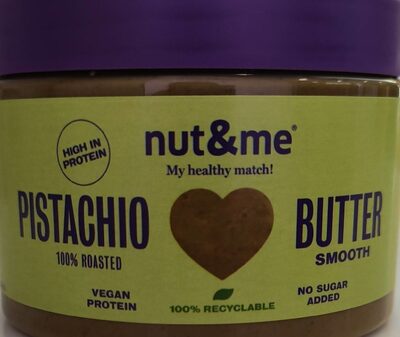 HIGH IN
PROTEIN
nut&me®
My healthy match!
PISTACHIO
100% ROASTED
BUTTER
SMOOTH
VEGAN
PROTEIN
100% RECYCLABLE
NO SUGAR
ADDED